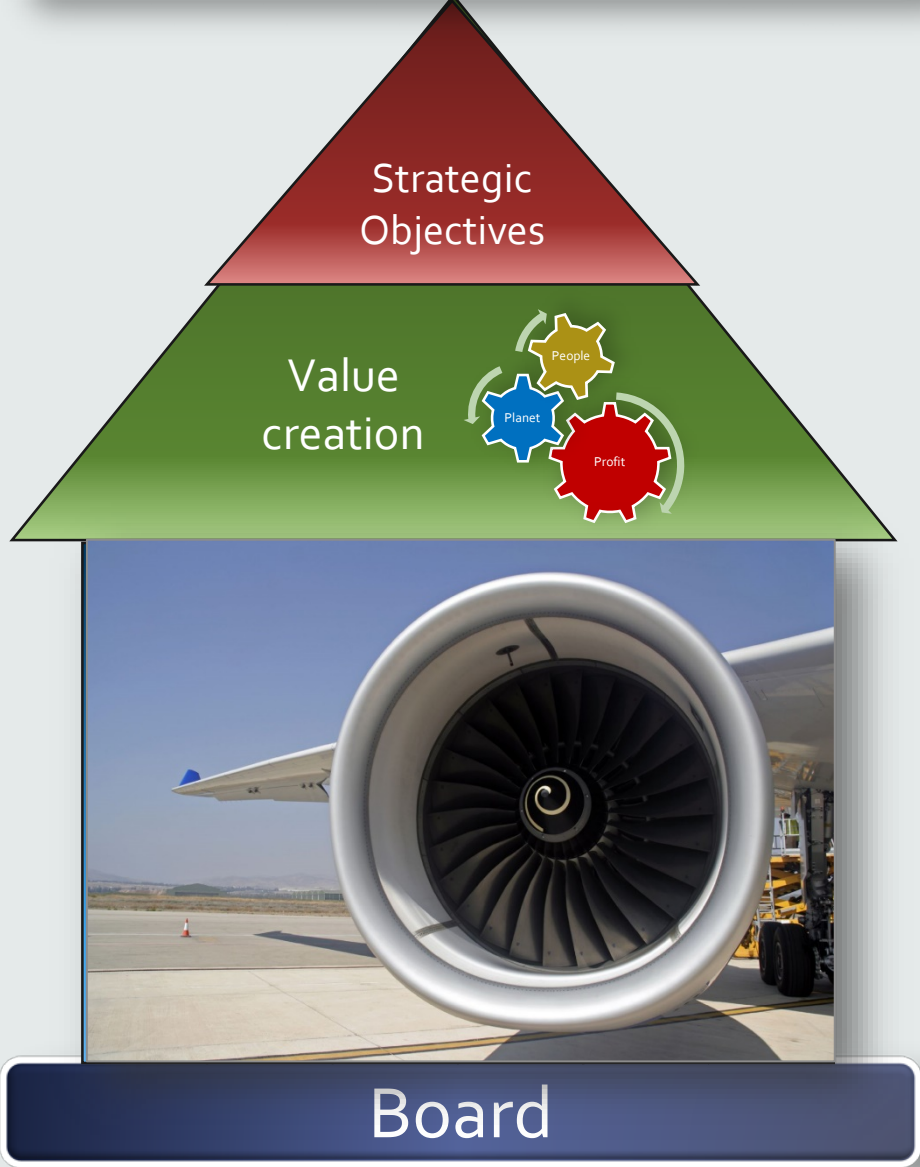 Strategic
Objectives
Value
creation
People
Planet
Profit
Board